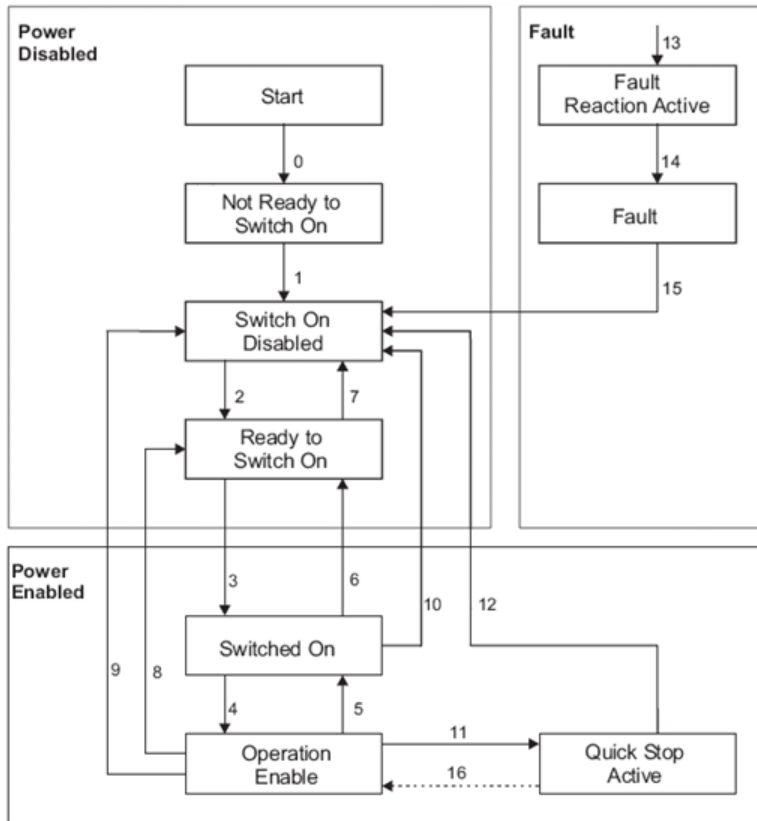 Power
Disabled
Start
0
Not Ready to
Switch On
1
Switch On
Disabled
2
7
Ready to
Switch On
Fault
13
Fault
Reaction Active
14
Fault
15
Power
Enabled
3
6
10
12
Switched On
9
8
4
5
11
Operation
Enable
16
Quick Stop
Active